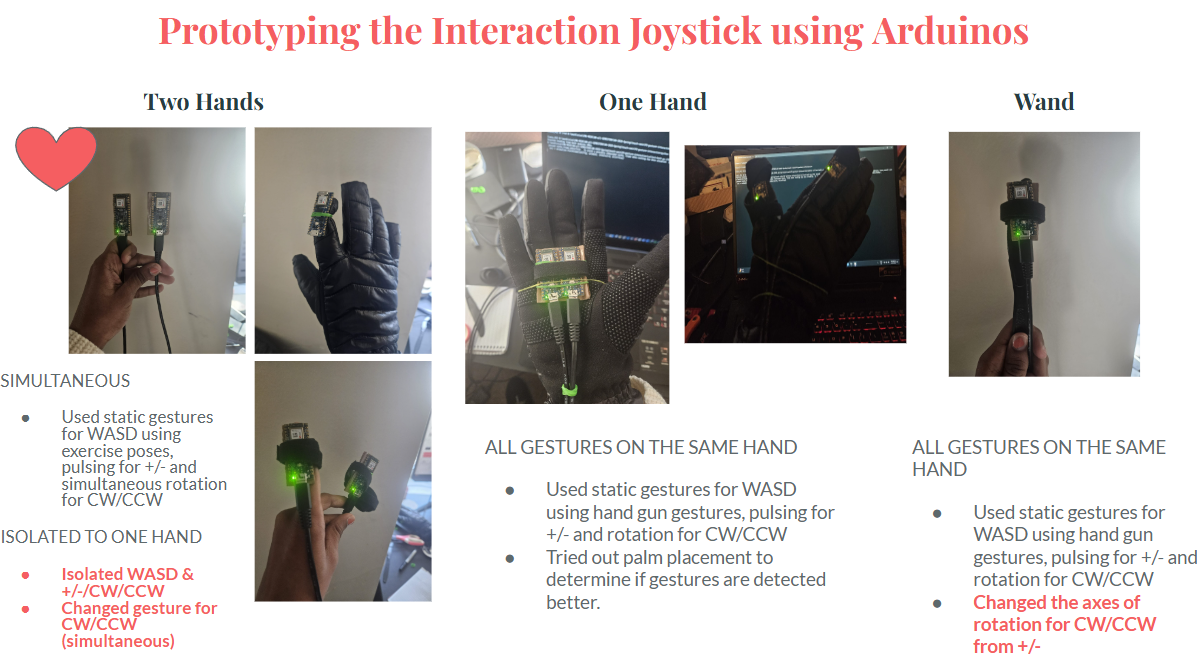 Prototyping the Interaction Joystick using Arduinos
Two Hands
SIMULTANEOUS
● Used static gestures
for WASD using
exercise poses,
pulsing for +/- and
simultaneous rotation
for CW/CCW
ISOLATED TO ONE HAND
● Isolated WASD &
+/-/CW/CCW
● Changed gesture for
CW/CCW
(simultaneous)
One Hand
ALL GESTURES ON THE SAME HAND
● Used static gestures for WASD
using hand gun gestures, pulsing for
+/- and rotation for CW/CCW
● Tried out palm placement to
determine if gestures are detected
better.
Wand
ALL GESTURES ON THE SAME
HAND
● Used static gestures for
WASD using hand gun
gestures, pulsing for +/- and
rotation for CW/CCW
● Changed the axes of
rotation for CW/CCW
from +/-